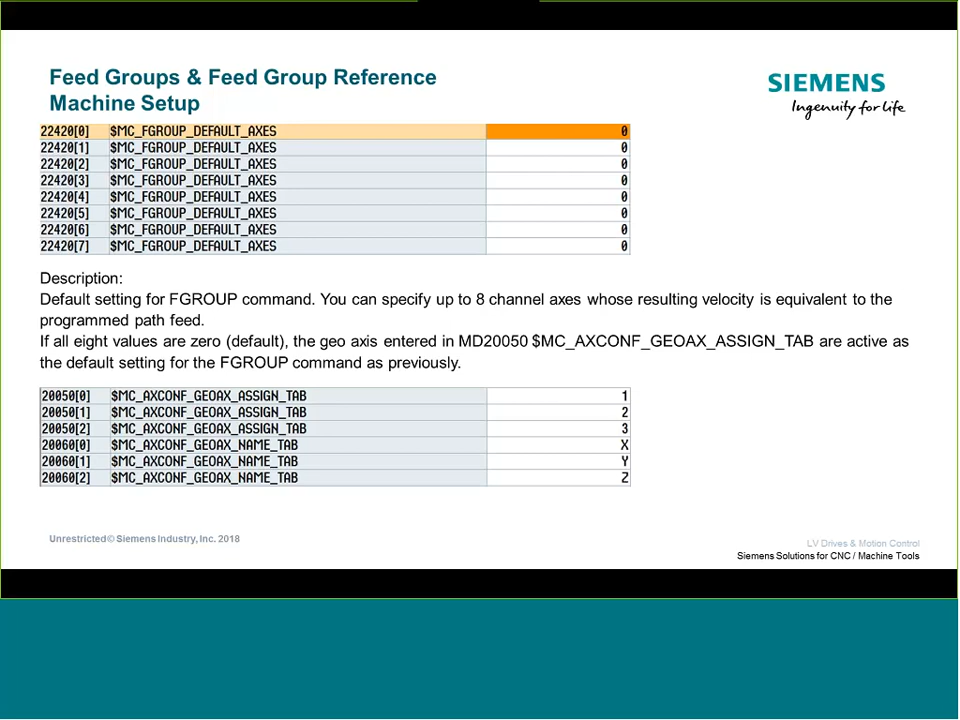 Feed Groups & Feed Group Reference
Machine Setup
SIEMENS
Ingenuity for life
22420[0] $MC_FGROUP_DEFAULT_AXES 0
22420[1] $MC_FGROUP_DEFAULT_AXES 0
22420[2] $MC_FGROUP_DEFAULT_AXES 0
22420[3] $MC_FGROUP_DEFAULT_AXES 0
22420[4] $MC_FGROUP_DEFAULT_AXES 0
22420[5] $MC_FGROUP_DEFAULT_AXES 0
22420[6] $MC_FGROUP_DEFAULT_AXES 0
22420[7] $MC_FGROUP_DEFAULT_AXES 0
Description:
Default setting for FGROUP command. You can specify up to 8 channel axes whose resulting velocity is equivalent to the
programmed path feed.
If all eight values are zero (default), the geo axis entered in MD20050 $MC_AXCONF_GEOAX_ASSIGN_TAB are active as
the default setting for the FGROUP command as previously.
20050[0] $MC_AXCONF_GEOAX_ASSIGN_TAB 1
20050[1] $MC_AXCONF_GEOAX_ASSIGN_TAB 2
20050[2] $MC_AXCONF_GEOAX_ASSIGN_TAB 3
20060[0] $MC_AXCONF_GEOAX_NAME_TAB X
20060[1] $MC_AXCONF_GEOAX_NAME_TAB Y
20060[2] $MC_AXCONF_GEOAX_NAME_TAB Z
Unrestricted © Siemens Industry, Inc. 2018
LV Drives & Motion Control
Siemens Solutions for CNC / Machine Tools